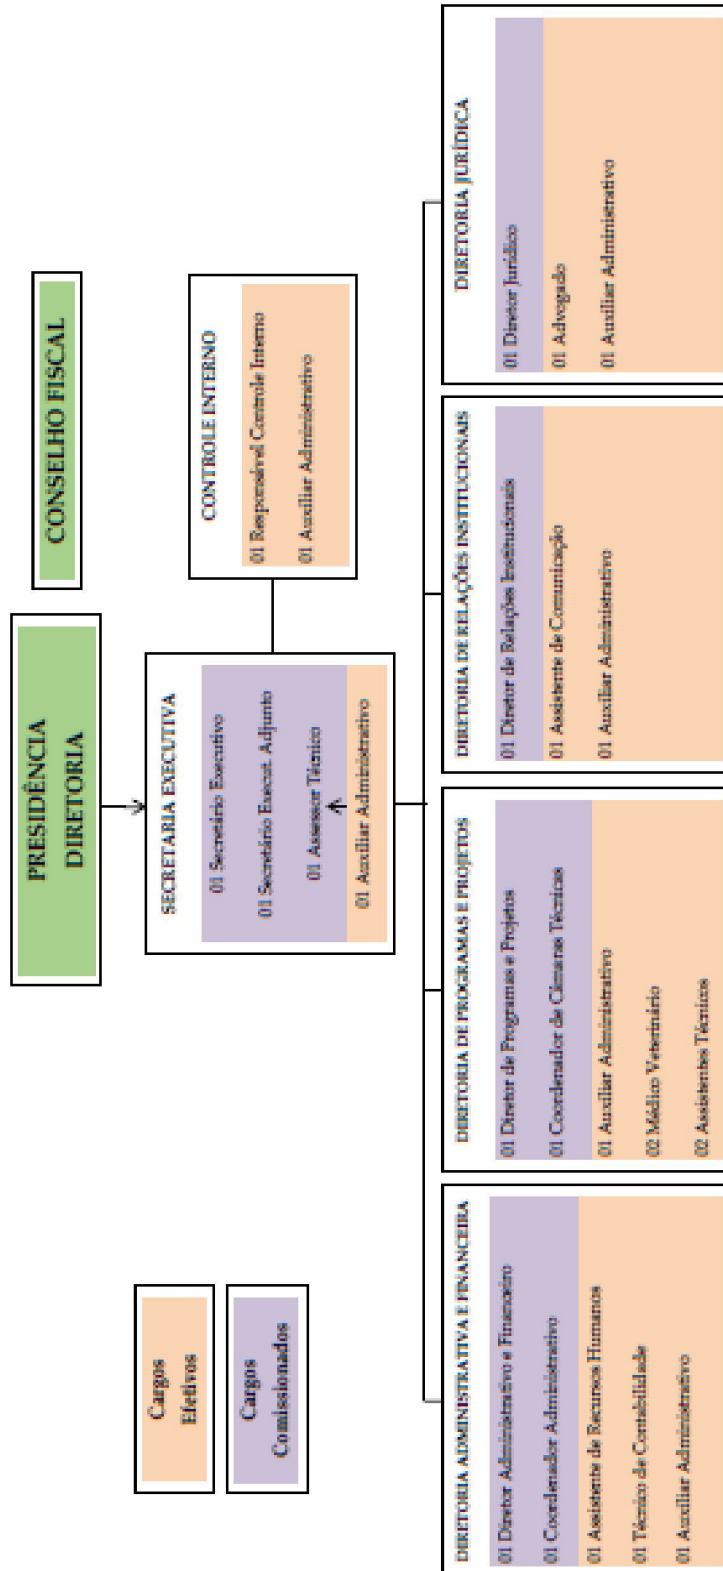 PRESIDÊNCIA
DIRETORIA
CONSELHO FISCAL
Cargos
Efetivos
Cargos
Comissionados
SECRETARIA EXECUTIVA
01 Secretário Executivo
01 Secretário Execut. Adjunto
01 Assessor Técnico
01 Auxiliar Administrativo
CONTROLE INTERNO
01 Responsável Controle Interno
01 Auxiliar Administrativo
DIRETORIA ADMINISTRATIVA E FINANCEIRA
01 Diretor Administrativo e Financeiro
01 Coordenador Administrativo
01 Assistente de Recursos Humanos
01 Técnico de Contabilidade
01 Auxiliar Administrativo
DIRETORIA DE PROGRAMAS E PROJETOS
01 Diretor de Programas e Projetos
01 Coordenador de Câmaras Técnicas
01 Auxiliar Administrativo
02 Médico Veterinário
02 Assistentes Técnicos
DIRETORIA DE RELAÇÕES INSTITUCIONAIS
01 Diretor de Relações Institucionais
01 Assistente de Comunicação
01 Auxiliar Administrativo
DIRETORIA JURÍDICA
01 Diretor Jurídico
01 Advogado
01 Auxiliar Administrativo